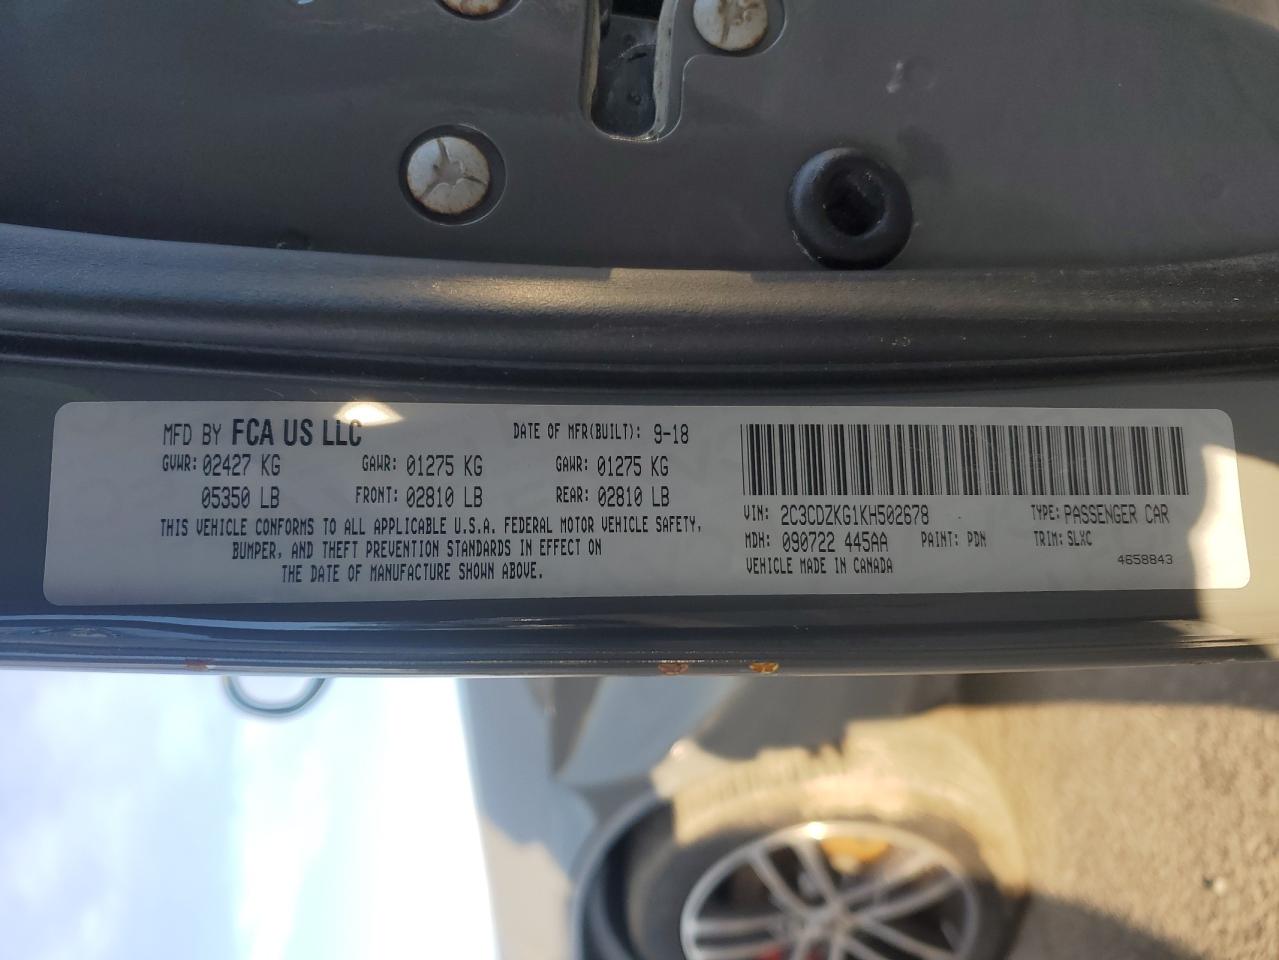 MFD BY FCA US LLC DATE OF MFR(BUILT): 9-18
GVWR: 02427 KG GAWR: 01275 KG GAWR: 01275 KG
05350 LB FRONT: 02810 LB REAR: 02810 LB
THIS VEHICLE CONFORMS TO ALL APPLICABLE U.S.A. FEDERAL MOTOR VEHICLE SAFETY,
BUMPER, AND THEFT PREVENTION STANDARDS IN EFFECT ON
THE DATE OF MANUFACTURE SHOWN ABOVE.
VIN: 2C3CDZKG1KH502678 TYPE: PASSENGER CAR
MDH: 090722 445AA PAINT: PDN TRIM: SLXC
VEHICLE MADE IN CANADA 4658843